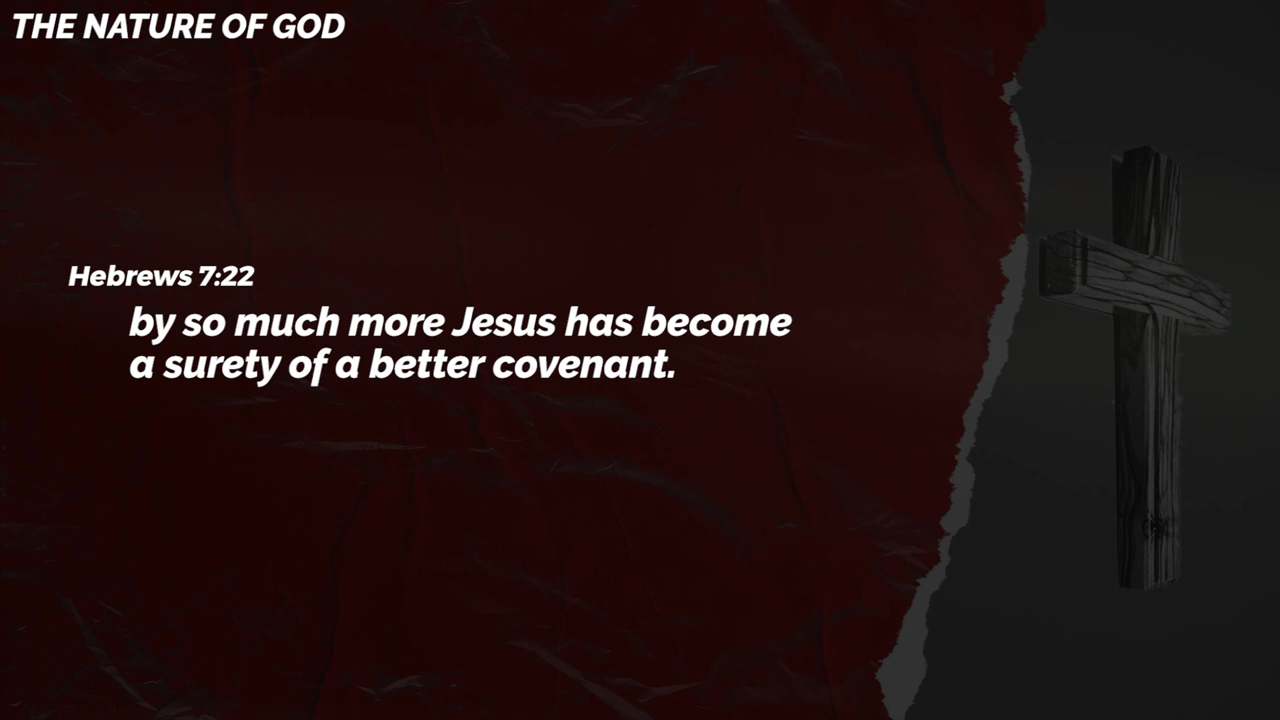 THE NATURE OF GOD
Hebrews 7:22
by so much more Jesus has become
a surety of a better covenant.